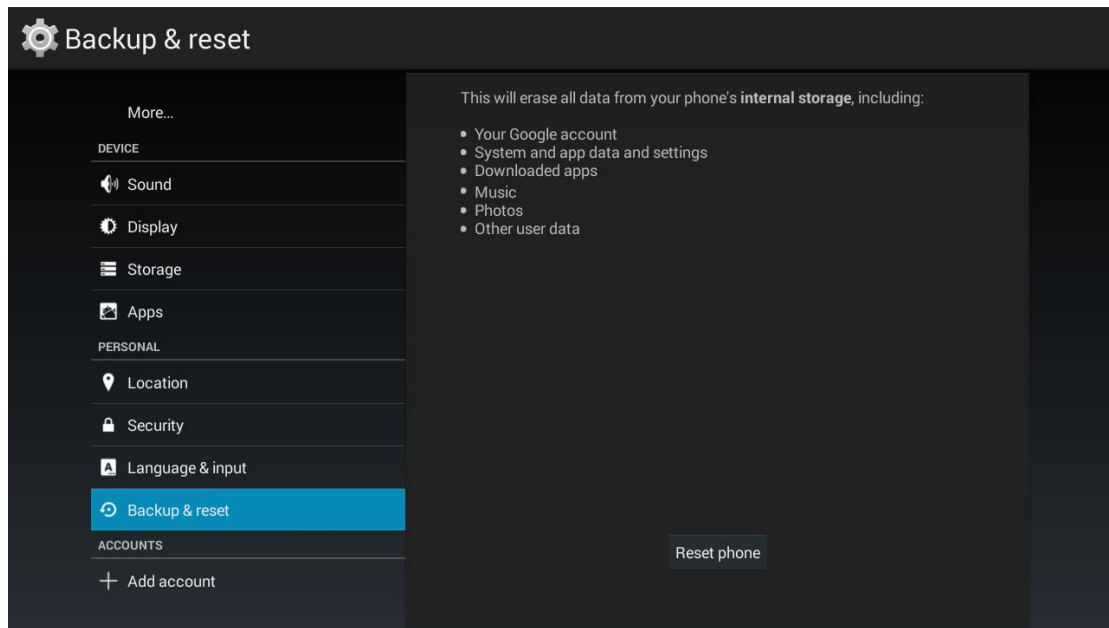 Backup & reset
More...
DEVICE
Sound
Display
Storage
Apps
PERSONAL
Location
Security
Language & input
Backup & reset
ACCOUNTS
Add account
This will erase all data from your phone's internal storage, including:
• Your Google account
• System and app data and settings
• Downloaded apps
• Music
• Photos
• Other user data
Reset phone